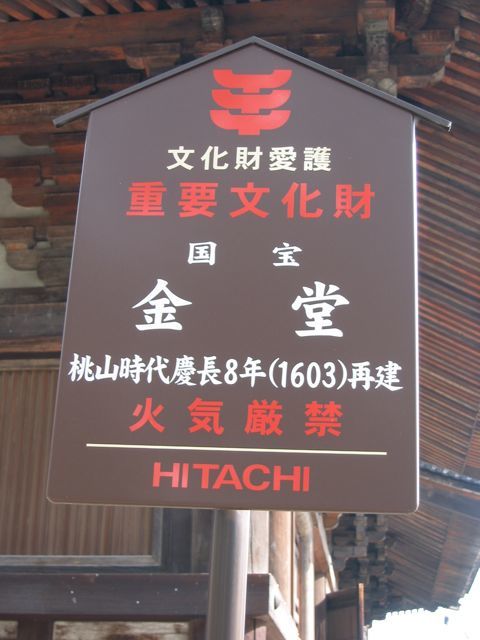 文化財愛護
重要文化財
国宝
金堂
桃山時代慶長8年(1603)再建
火気厳禁
HITACHI